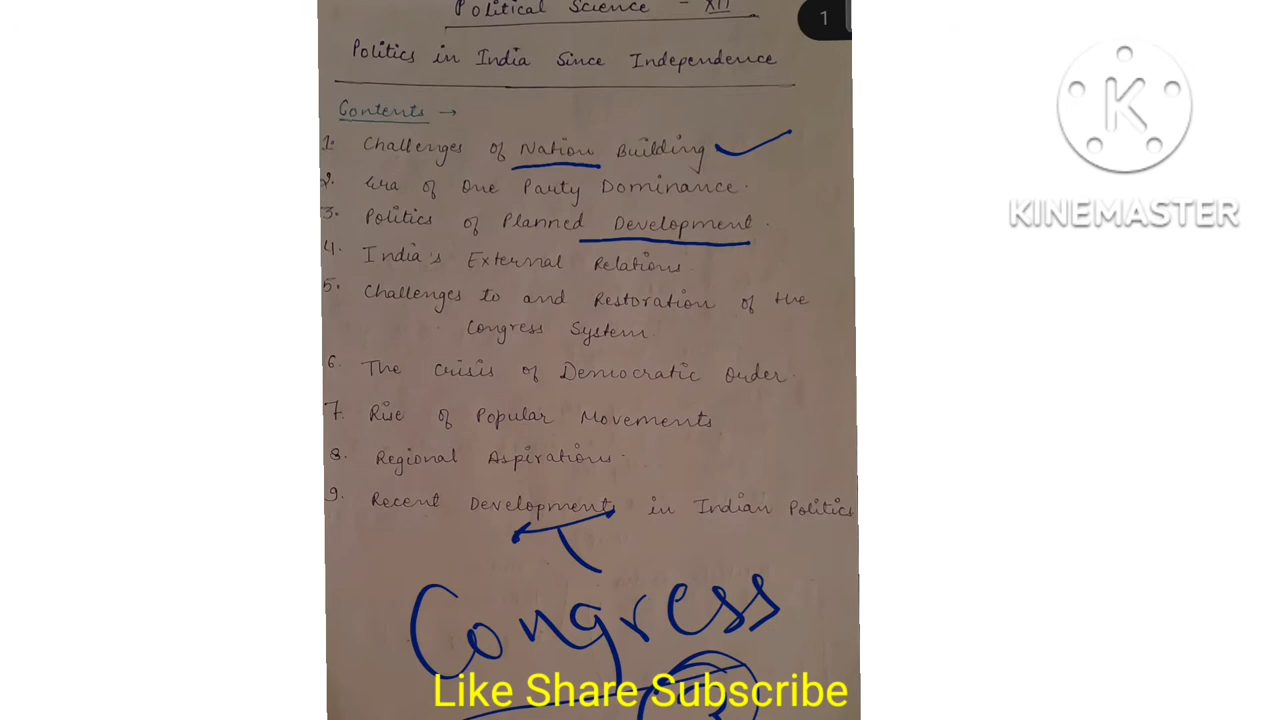 Political Science - XII
1
Politics in India Since Independence
Contents →
1. Challenges of Nation Building
2. Era of One Party Dominance.
3. Politics of Planned Development.
4. India's External Relations.
5. Challenges to and Restoration of the
Congress System.
6. The Crisis of Democratic Order.
7. Rise of Popular Movements
8. Regional Aspirations.
9. Recent Developments in Indian Politics
Congress
Like Share Subscribe
K
KINEMASTER